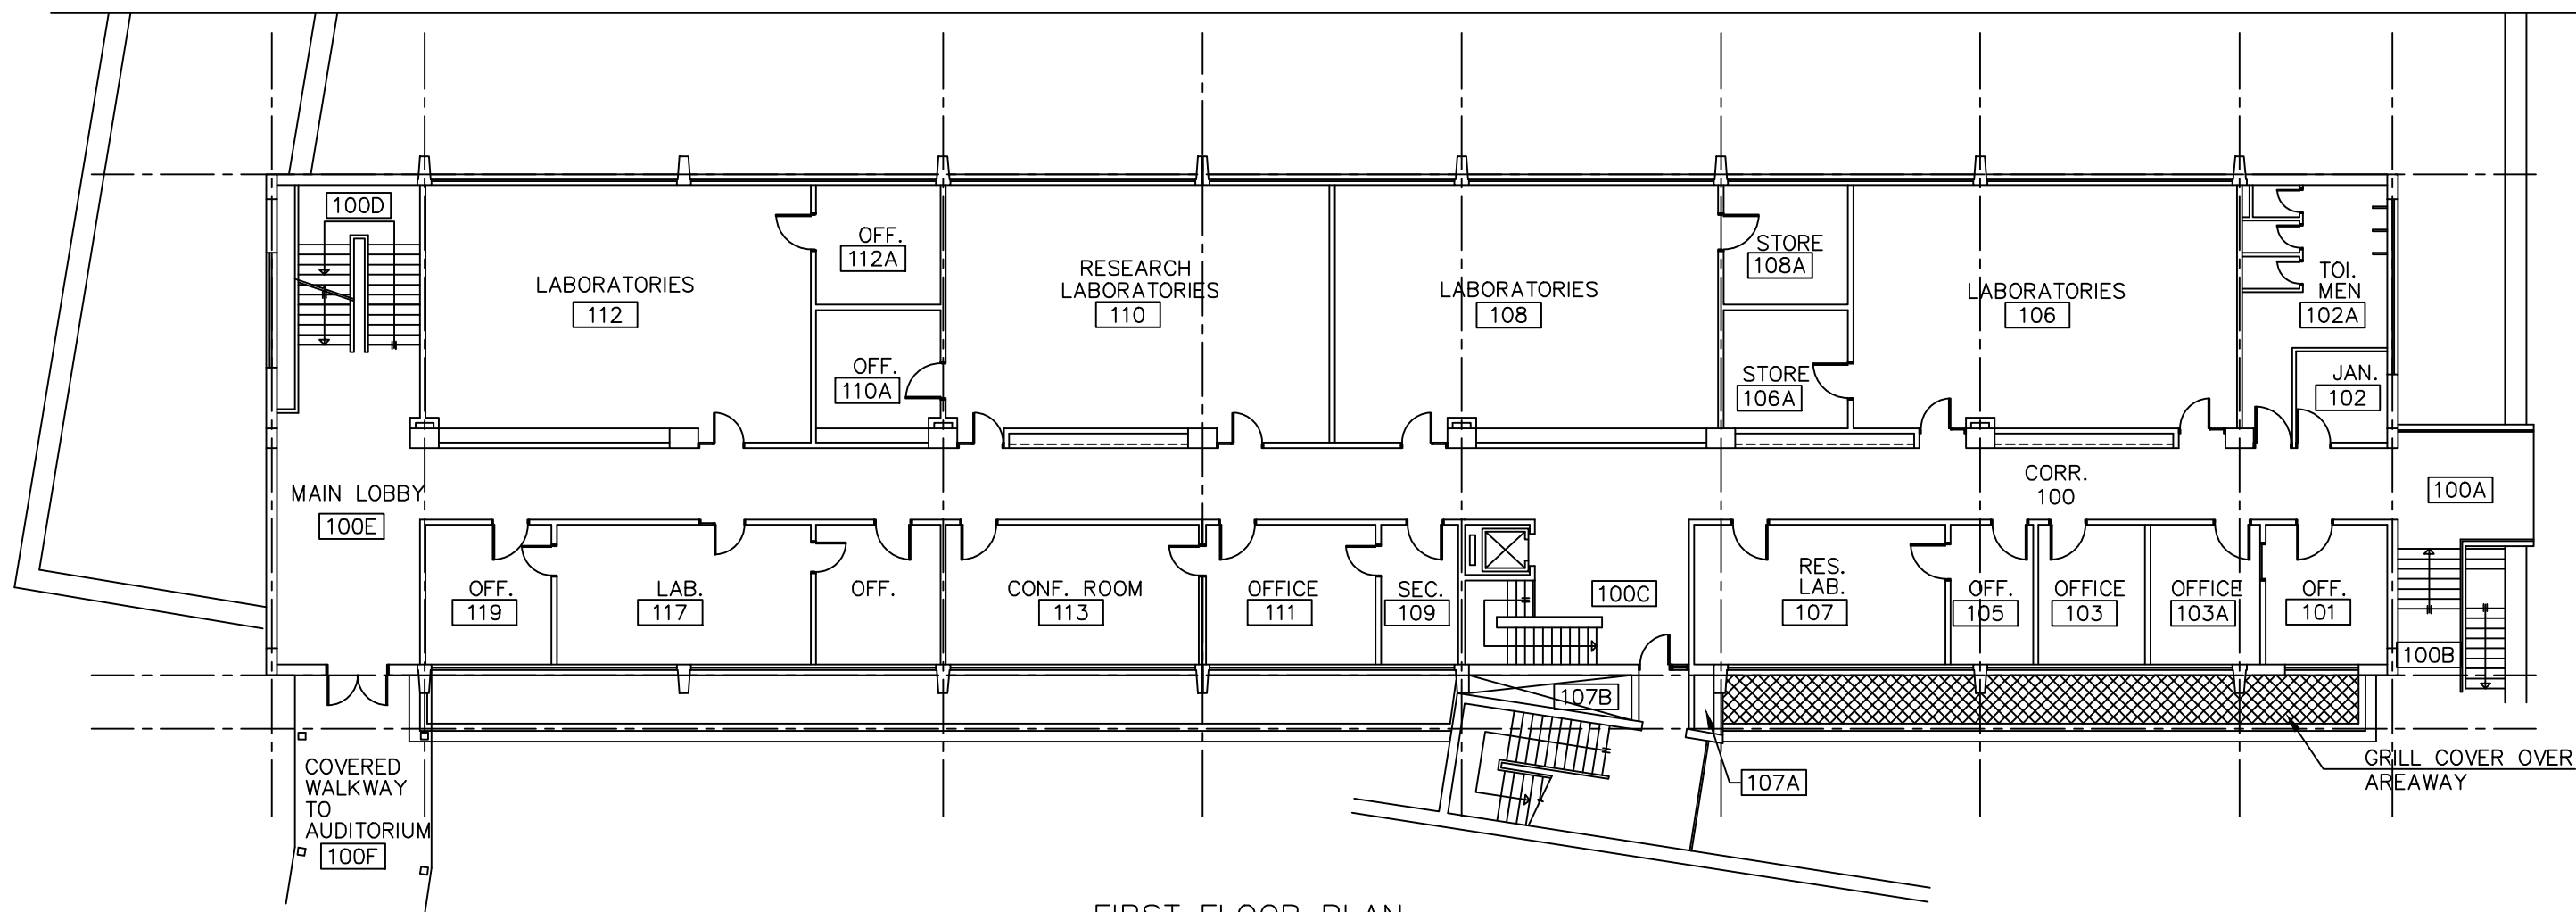 100D
OFF.
112A
LABORATORIES
112
OFF.
110A
RESEARCH
LABORATORIES
110
LABORATORIES
108
STORE
108A
STORE
106A
LABORATORIES
106
TOI.
MEN
102A
JAN.
102
MAIN LOBBY
100E
CORR.
100
100A
OFF.
119
LAB.
117
OFF.
CONF. ROOM
113
OFFICE
111
SEC.
109
100C
RES.
LAB.
107
OFF.
105
OFFICE
103
OFFICE
103A
OFF.
101
100B
107B
107A
GRILL COVER OVER
AREAWAY
COVERED
WALKWAY
TO
AUDITORIUM
100F
FIRST FLOOR PLAN